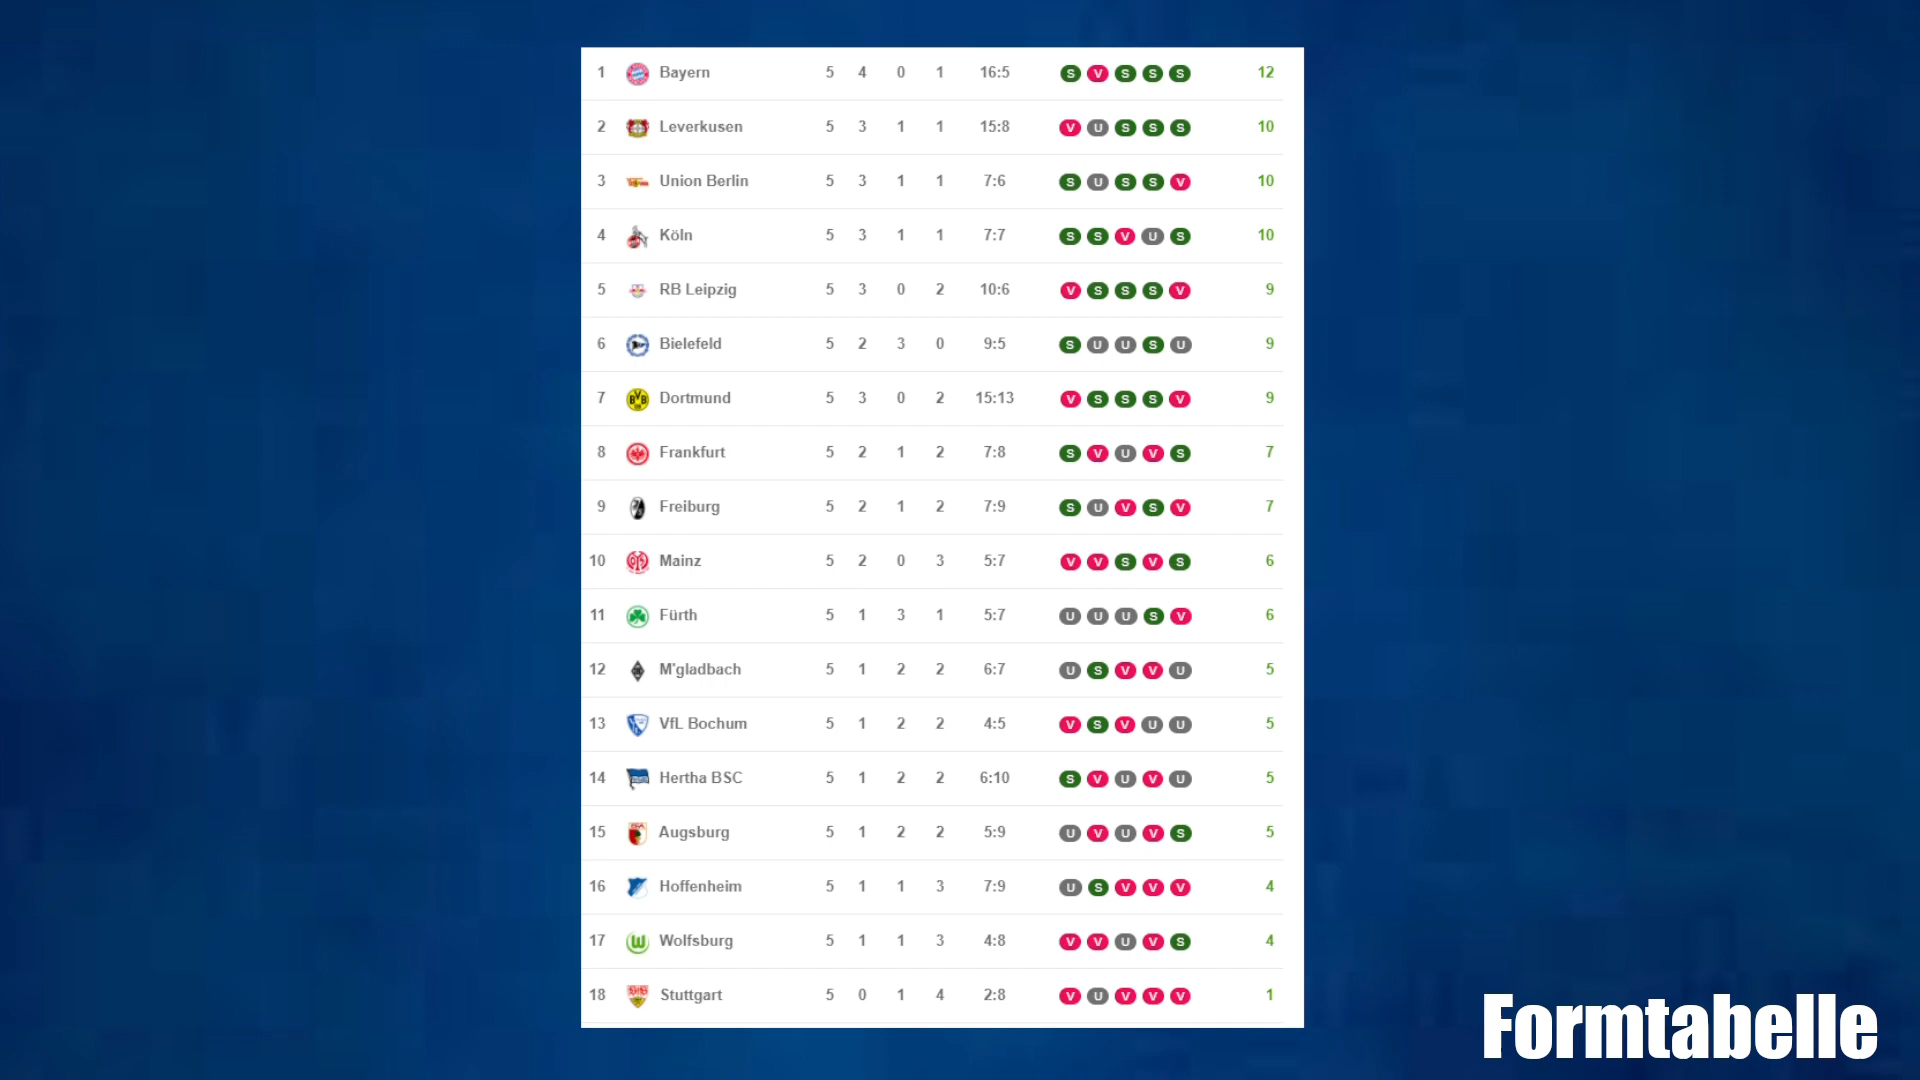 1 Bayern 5 4 0 1 16:5 S V S S S 12
2 Leverkusen 5 3 1 1 15:8 V U S S S 10
3 Union Berlin 5 3 1 1 7:6 S U S S V 10
4 Köln 5 3 1 1 7:7 S S V U S 10
5 RB Leipzig 5 3 0 2 10:6 V S S S V 9
6 Bielefeld 5 2 3 0 9:5 S U U S U 9
7 Dortmund 5 3 0 2 15:13 V S S S V 9
8 Frankfurt 5 2 1 2 7:8 S V U V S 7
9 Freiburg 5 2 1 2 7:9 S U V S V 7
10 Mainz 5 2 0 3 5:7 V V S V S 6
11 Fürth 5 1 3 1 5:7 U U U S V 6
12 M'gladbach 5 1 2 2 6:7 U S V V U 5
13 VfL Bochum 5 1 2 2 4:5 V S V U U 5
14 Hertha BSC 5 1 2 2 6:10 S V U V U 5
15 Augsburg 5 1 2 2 5:9 U V U V S 5
16 Hoffenheim 5 1 1 3 7:9 U S V V V 4
17 Wolfsburg 5 1 1 3 4:8 V V U V S 4
18 Stuttgart 5 0 1 4 2:8 V U V V V 1
Formtabelle